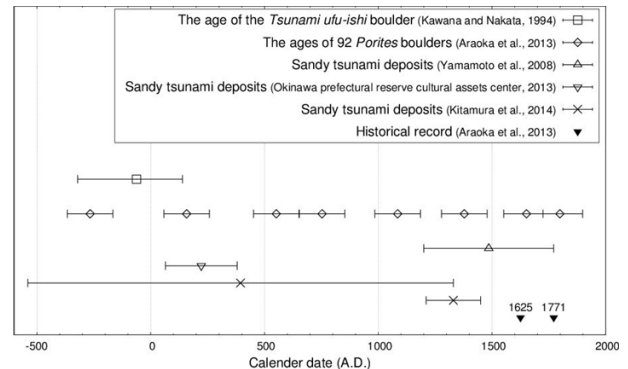 The age of the Tsunami ufu-ishi boulder (Kawana and Nakata, 1994)
The ages of 92 Porites boulders (Araoka et al., 2013)
Sandy tsunami deposits (Yamamoto et al., 2008)
Sandy tsunami deposits (Okinawa prefectural reserve cultural assets center, 2013)
Sandy tsunami deposits (Kitamura et al., 2014)
Historical record (Araoka et al., 2013)
1625 1771
-500 0 500 1000 1500 2000
Calender date (A.D.)